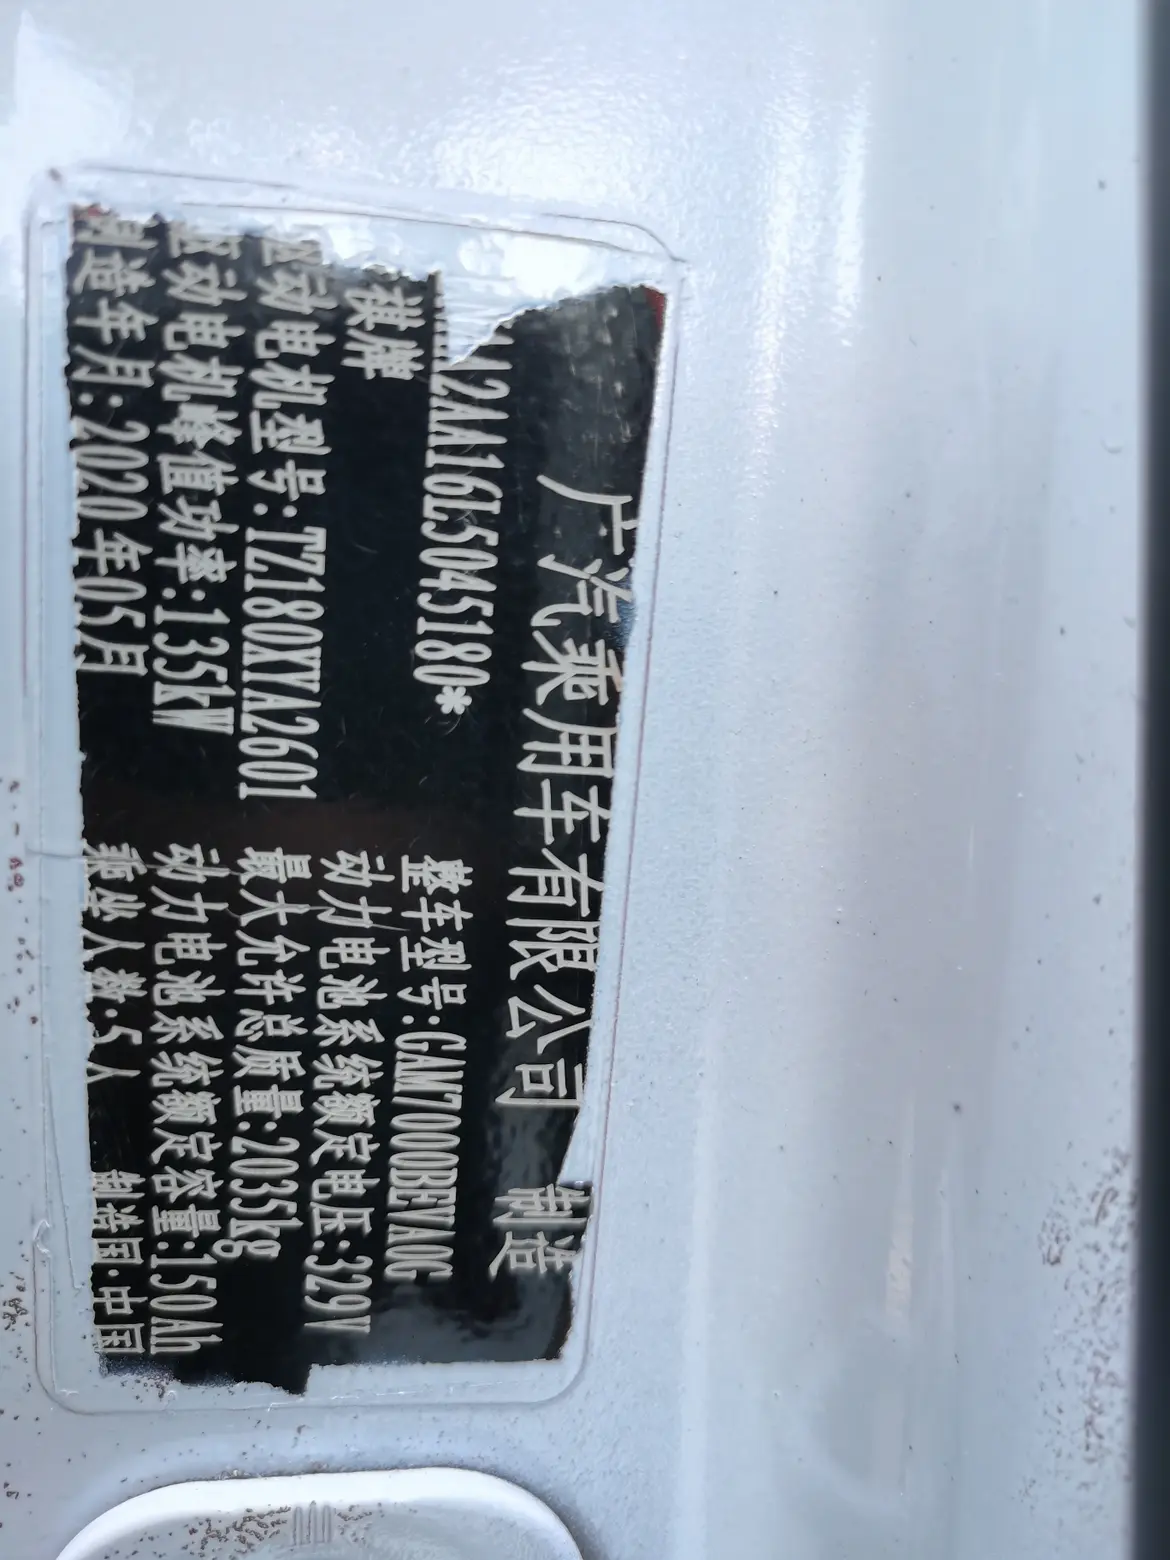 广汽乘用车有限公司 制造
H2AA16L5045180*
祺牌 整车型号:GAM7000BEVA0G
动力电池系统额定电压:329V
驱动电机型号:TZ180XYA2601 最大允许总质量:2035kg
驱动电机峰值功率:135kW 动力电池系统额定容量:150Ah
制造年月:2020年05月 乘坐人数:5人 制造国:中国